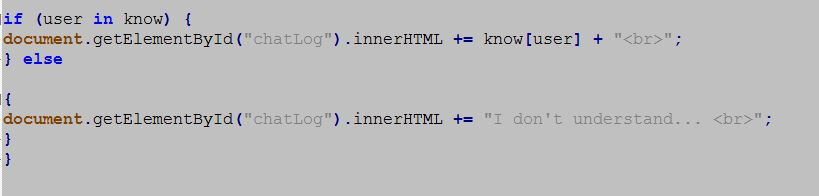 if (user in know) {
document.getElementById("chatLog").innerHTML += know[user] + "<br>";
} else
{
document.getElementById("chatLog").innerHTML += "I don't understand... <br>";
}
}